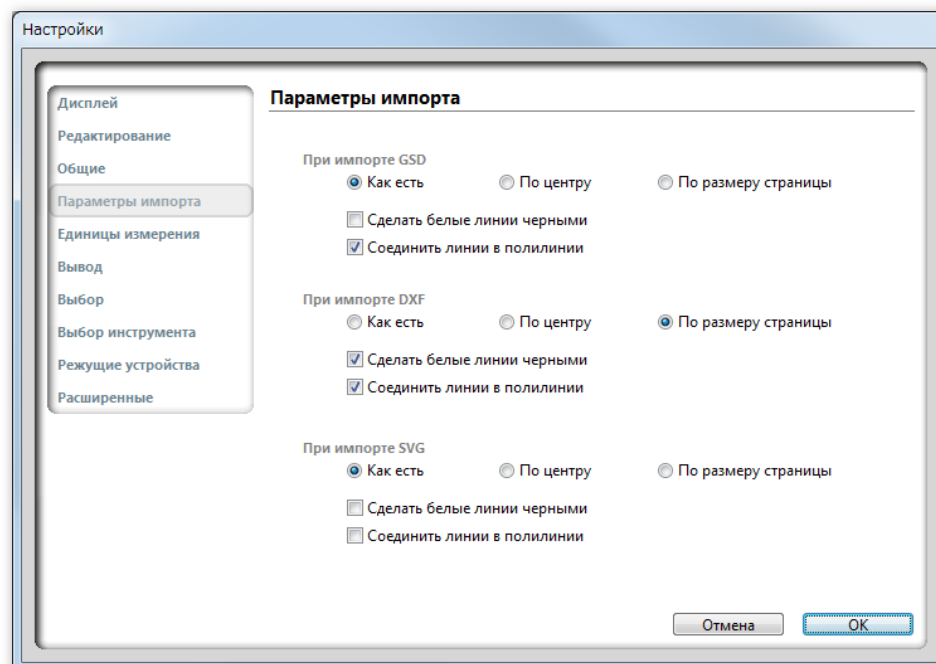 Настройки
Дисплей
Редактирование
Общие
Параметры импорта
Единицы измерения
Вывод
Выбор
Выбор инструмента
Режущие устройства
Расширенные
Параметры импорта
При импорте GSD
Как есть По центру По размеру страницы
Сделать белые линии черными
Соединить линии в полилинии
При импорте DXF
Как есть По центру По размеру страницы
Сделать белые линии черными
Соединить линии в полилинии
При импорте SVG
Как есть По центру По размеру страницы
Сделать белые линии черными
Соединить линии в полилинии
Отмена OK